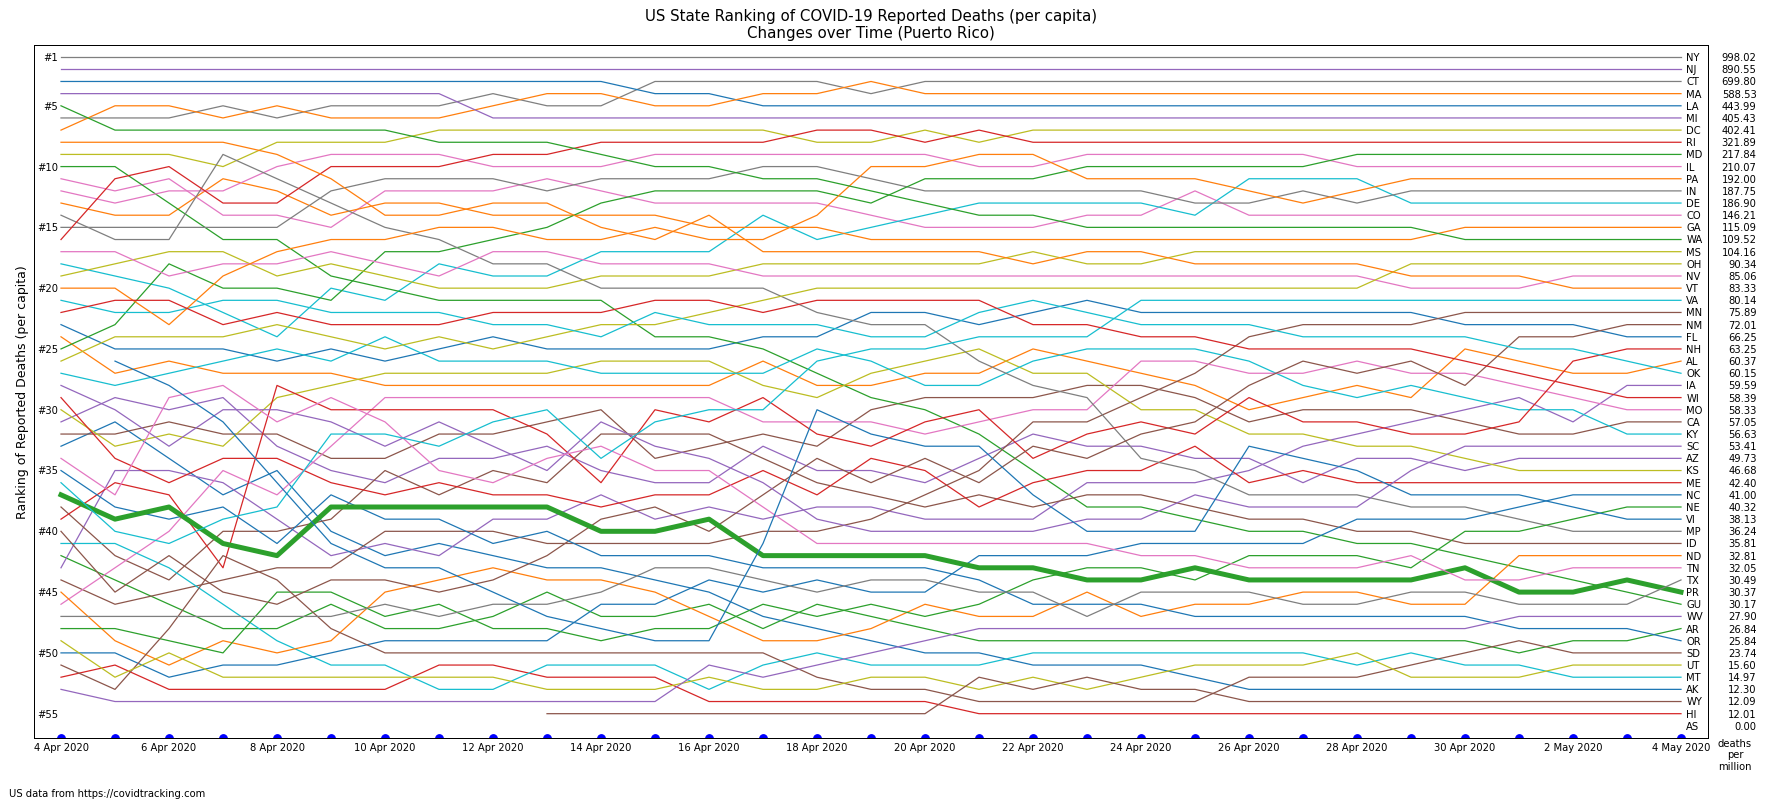 US State Ranking of COVID-19 Reported Deaths (per capita)
Changes over Time (Puerto Rico)
Ranking of Reported Deaths (per capita)
#1
#5
#10
#15
#20
#25
#30
#35
#40
#45
#50
#55
NY 998.02
NJ 890.55
CT 699.80
MA 588.53
LA 443.99
MI 405.43
DC 402.41
RI 321.89
MD 217.84
IL 210.07
PA 192.00
IN 187.75
DE 186.90
CO 146.21
GA 115.09
WA 109.52
MS 104.16
OH 90.34
NV 85.06
VT 83.33
VA 80.14
MN 75.89
NM 72.01
FL 66.25
NH 63.25
AL 60.37
OK 60.15
IA 59.59
WI 58.39
MO 58.33
CA 57.05
KY 56.63
SC 53.41
AZ 49.73
KS 46.68
ME 42.40
NC 41.00
NE 40.32
VI 38.13
MP 36.24
ID 35.81
ND 32.81
TN 32.05
TX 30.49
PR 30.37
GU 30.17
WV 27.90
AR 26.84
OR 25.84
SD 23.74
UT 15.60
MT 14.97
AK 12.30
WY 12.09
HI 12.01
AS 0.00
4 Apr 2020 6 Apr 2020 8 Apr 2020 10 Apr 2020 12 Apr 2020 14 Apr 2020 16 Apr 2020 18 Apr 2020 20 Apr 2020 22 Apr 2020 24 Apr 2020 26 Apr 2020 28 Apr 2020 30 Apr 2020 2 May 2020 4 May 2020
deaths
per
million
US data from https://covidtracking.com